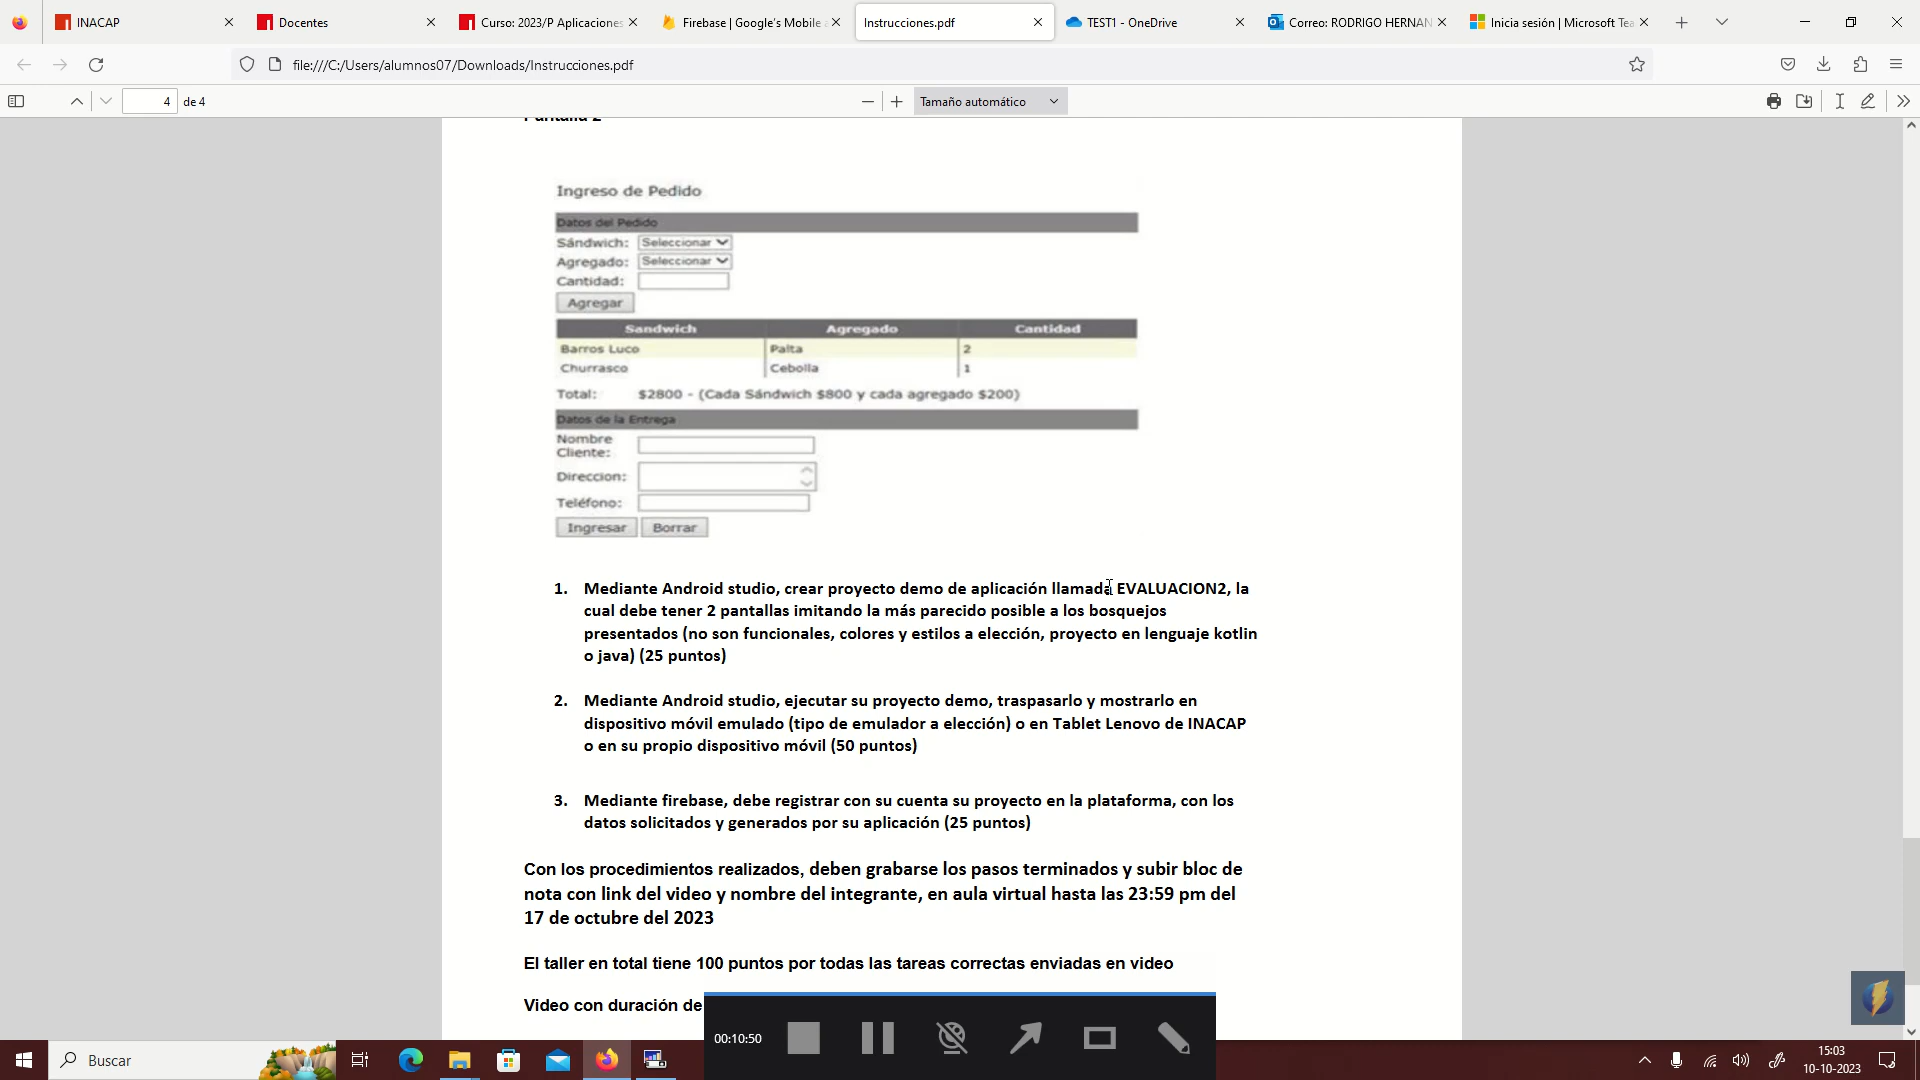 INACAP
Docentes
Curso: 2023/P Aplicaciones
Firebase | Google's Mobile
Instrucciones.pdf
TEST1 - OneDrive
Correo: RODRIGO HERNAN
Inicia sesión | Microsoft Tea
file:///C:/Users/alumnos07/Downloads/Instrucciones.pdf
4 de 4
Tamaño automático
Pantalla 2
Ingreso de Pedido
Datos del Pedido
Sándwich: Seleccionar
Agregado: Seleccionar
Cantidad:
Agregar
Sandwich Agregado Cantidad
Barros Luco Palta 2
Churrasco Cebolla 1
Total: $2800 - (Cada Sándwich $800 y cada agregado $200)
Datos de la Entrega
Nombre
Cliente:
Direccion:
Teléfono:
Ingresar Borrar
1. Mediante Android studio, crear proyecto demo de aplicación llamada EVALUACION2, la
cual debe tener 2 pantallas imitando la más parecido posible a los bosquejos
presentados (no son funcionales, colores y estilos a elección, proyecto en lenguaje kotlin
o java) (25 puntos)
2. Mediante Android studio, ejecutar su proyecto demo, traspasarlo y mostrarlo en
dispositivo móvil emulado (tipo de emulador a elección) o en Tablet Lenovo de INACAP
o en su propio dispositivo móvil (50 puntos)
3. Mediante firebase, debe registrar con su cuenta su proyecto en la plataforma, con los
datos solicitados y generados por su aplicación (25 puntos)
Con los procedimientos realizados, deben grabarse los pasos terminados y subir bloc de
nota con link del video y nombre del integrante, en aula virtual hasta las 23:59 pm del
17 de octubre del 2023
El taller en total tiene 100 puntos por todas las tareas correctas enviadas en video
Video con duración de
00:10:50
Buscar
15:03
10-10-2023